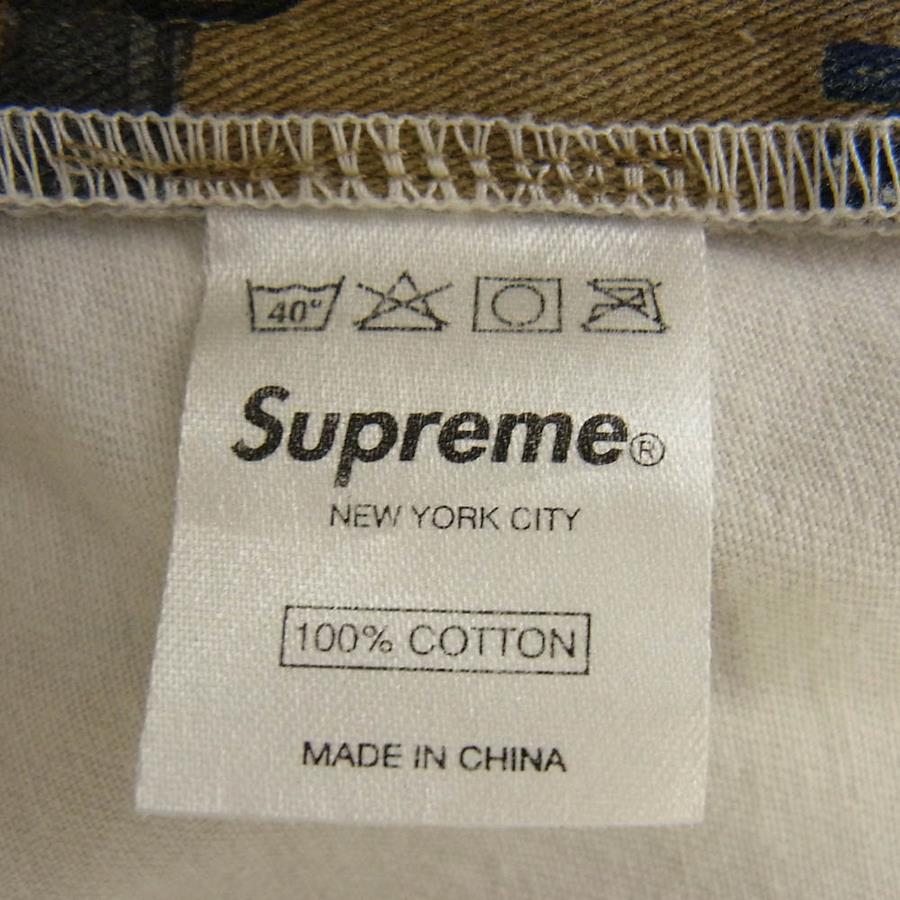 40°
Supreme®
NEW YORK CITY
100% COTTON
MADE IN CHINA